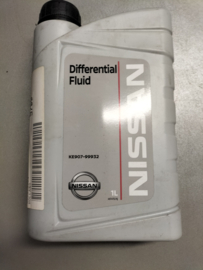 Differential
Fluid
KE907-99932
NISSAN
NISSAN
1L